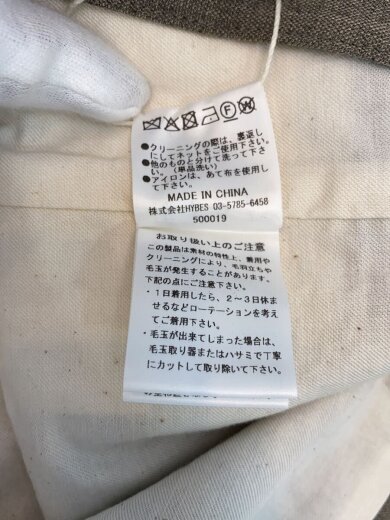 ●クリーニングの際は、裏返し
にしてネットをご使用下さい。
●他のものと分けて洗って下さ
い。（単品洗い）
●アイロンは、あて布を使用し
て下さい。
MADE IN CHINA
株式会社HYBES 03-5785-6458
500019
お取り扱い上のご注意
この製品は素材の特性上、着用や
クリーニングにより、毛羽立ちや
毛玉が発生することがあります。
下記の点にご注意下さい。
・１日着用したら、２～３日休ま
せるなどローテーションを考え
てご着用下さい。
・毛玉が出来てしまった場合は、
毛玉取り器またはハサミで丁寧
にカットして取り除いて下さい。